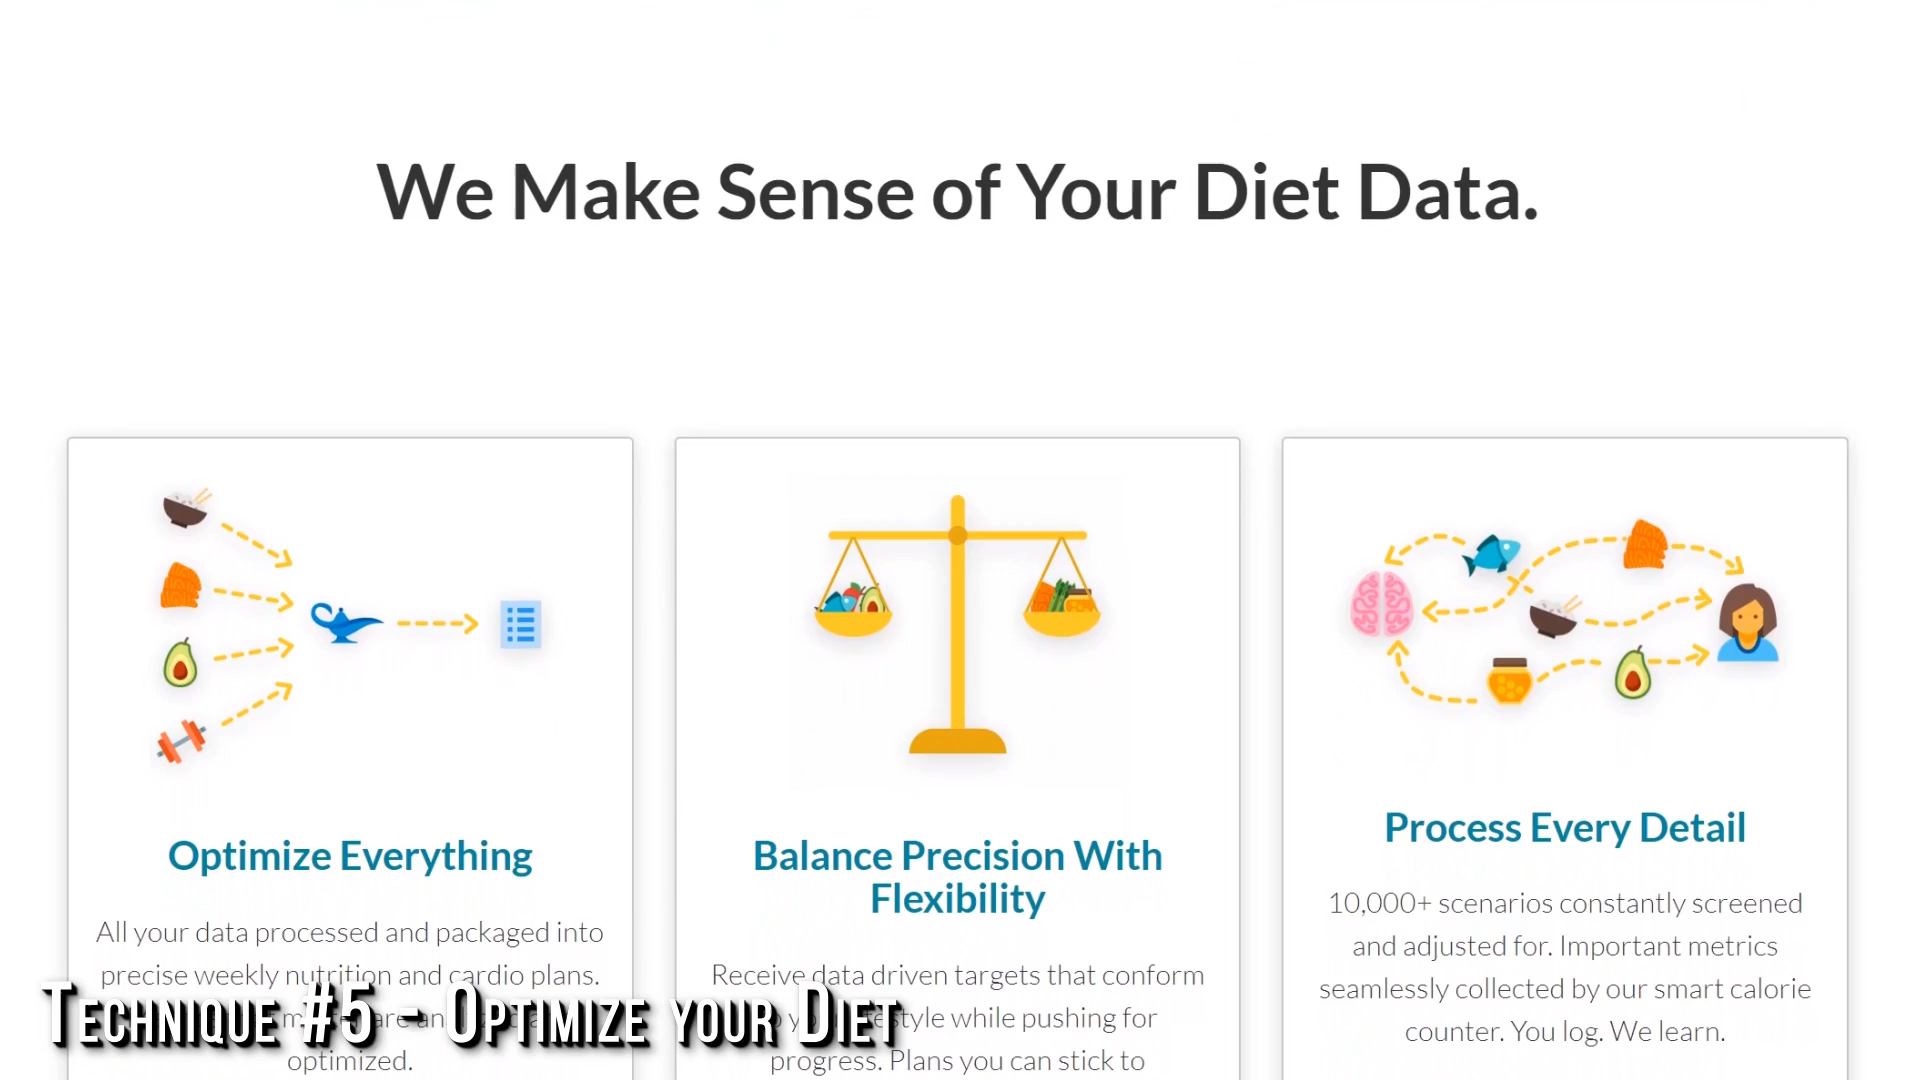 We Make Sense of Your Diet Data.
Optimize Everything
All your data processed and packaged into
precise weekly nutrition and cardio plans.
optimized.
Balance Precision With
Flexibility
Receive data driven targets that conform
style while pushing for
progress. Plans you can stick to
Process Every Detail
10,000+ scenarios constantly screened
and adjusted for. Important metrics
seamlessly collected by our smart calorie
counter. You log. We learn.
Technique #5 - Optimize your Diet